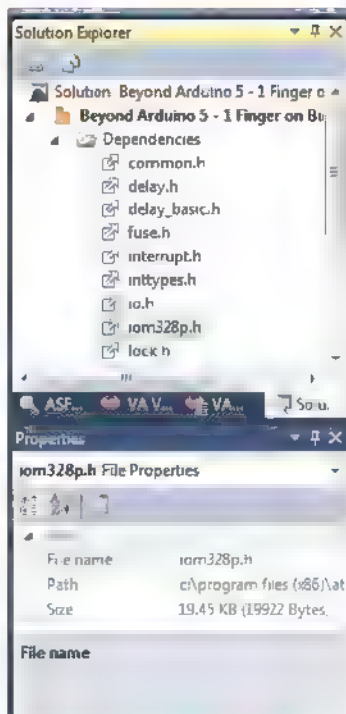 Solution Explorer
Solution Beyond Arduino 5 - 1 Finger o
Beyond Arduino 5 - 1 Finger on Bu
Dependencies
common.h
delay.h
delay_basic.h
fuse.h
interrupt.h
inttypes.h
io.h
iom328p.h
lock.h
ASF... VA V... VA... Solu.
Properties
iom328p.h File Properties
File name iom328p.h
Path c:\program files (x86)\at
Size 19.45 KB (19922 Bytes,
File name